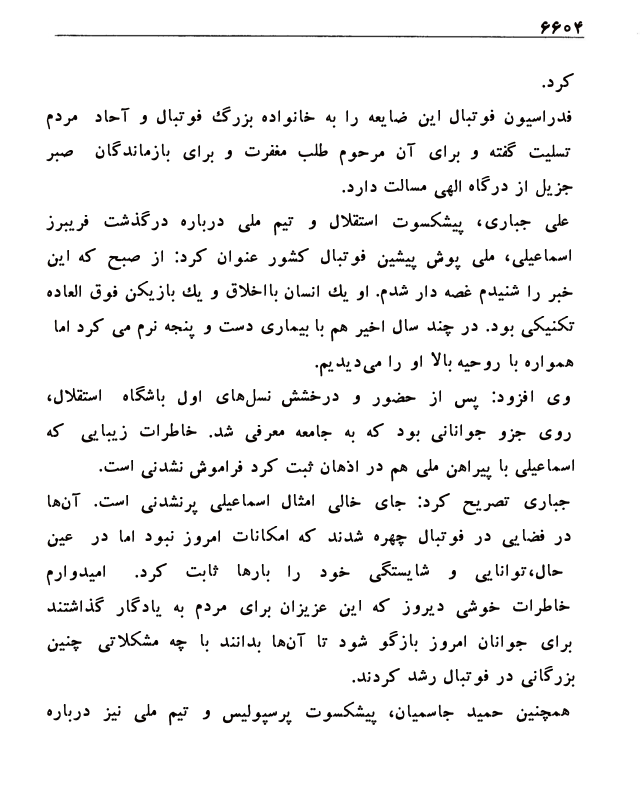 ۶۶۰۴
کرد.
فدراسیون فوتبال این ضایعه را به خانواده بزرگ فوتبال و آحاد مردم
تسلیت گفته و برای آن مرحوم طلب مغفرت و برای بازماندگان صبر
جزیل از درگاه الهی مسالت دارد.
علی جباری، پیشکسوت استقلال و تیم ملی درباره درگذشت فریبرز
اسماعیلی، ملی پوش پیشین فوتبال کشور عنوان کرد: از صبح که این
خبر را شنیدم غصه دار شدم. او یك انسان بااخلاق و یك بازیکن فوق العاده
تکنیکی بود. در چند سال اخیر هم با بیماری دست و پنجه نرم می کرد اما
همواره با روحیه بالا او را می‌دیدیم.
وی افزود: پس از حضور و درخشش نسل‌های اول باشگاه استقلال،
روی جزو جوانانی بود که به جامعه معرفی شد. خاطرات زیبایی که
اسماعیلی با پیراهن ملی هم در اذهان ثبت کرد فراموش نشدنی است.
جباری تصریح کرد: جای خالی امثال اسماعیلی پرنشدنی است. آن‌ها
در فضایی در فوتبال چهره شدند که امکانات امروز نبود اما در عین
حال،توانایی و شایستگی خود را بارها ثابت کرد. امیدوارم
خاطرات خوشی دیروز که این عزیزان برای مردم به یادگار گذاشتند
برای جوانان امروز بازگو شود تا آن‌ها بدانند با چه مشکلاتی چنین
بزرگانی در فوتبال رشد کردند.
همچنین حمید جاسمیان، پیشکسوت پرسپولیس و تیم ملی نیز درباره